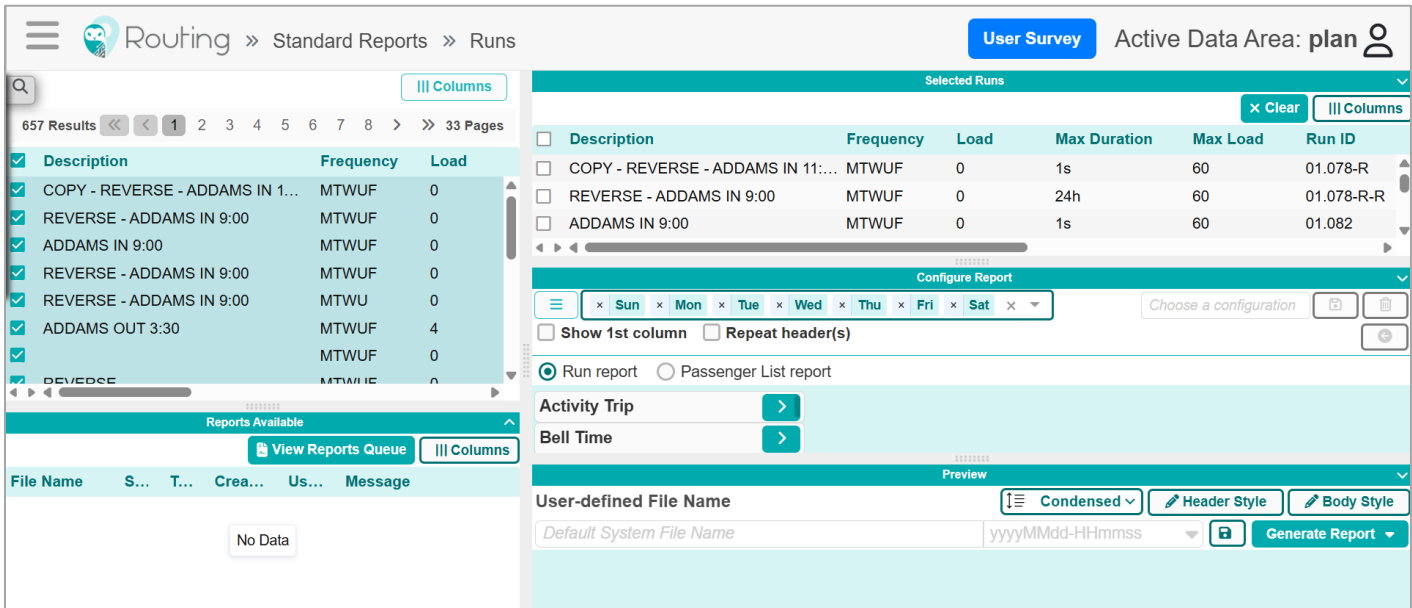 Routing » Standard Reports » Runs User Survey Active Data Area: plan
Columns
657 Results 1 2 3 4 5 6 7 8 33 Pages
Description Frequency Load
COPY - REVERSE - ADDAMS IN 1... MTWUF 0
REVERSE - ADDAMS IN 9:00 MTWUF 0
ADDAMS IN 9:00 MTWUF 0
REVERSE - ADDAMS IN 9:00 MTWUF 0
REVERSE - ADDAMS IN 9:00 MTWU 0
ADDAMS OUT 3:30 MTWUF 4
MTWUF 0
REVERSE MTWUF 0
Reports Available
View Reports Queue Columns
File Name S... T... Crea... Us... Message
No Data
Selected Runs
× Clear Columns
Description Frequency Load Max Duration Max Load Run ID
COPY - REVERSE - ADDAMS IN 11:... MTWUF 0 1s 60 01.078-R
REVERSE - ADDAMS IN 9:00 MTWUF 0 24h 60 01.078-R-R
ADDAMS IN 9:00 MTWUF 0 1s 60 01.082
Configure Report
× Sun × Mon × Tue × Wed × Thu × Fri × Sat × Choose a configuration
Show 1st column Repeat header(s)
Run report Passenger List report
Activity Trip
Bell Time
Preview
User-defined File Name Condensed Header Style Body Style
Default System File Name yyyyMMdd-HHmmss Generate Report